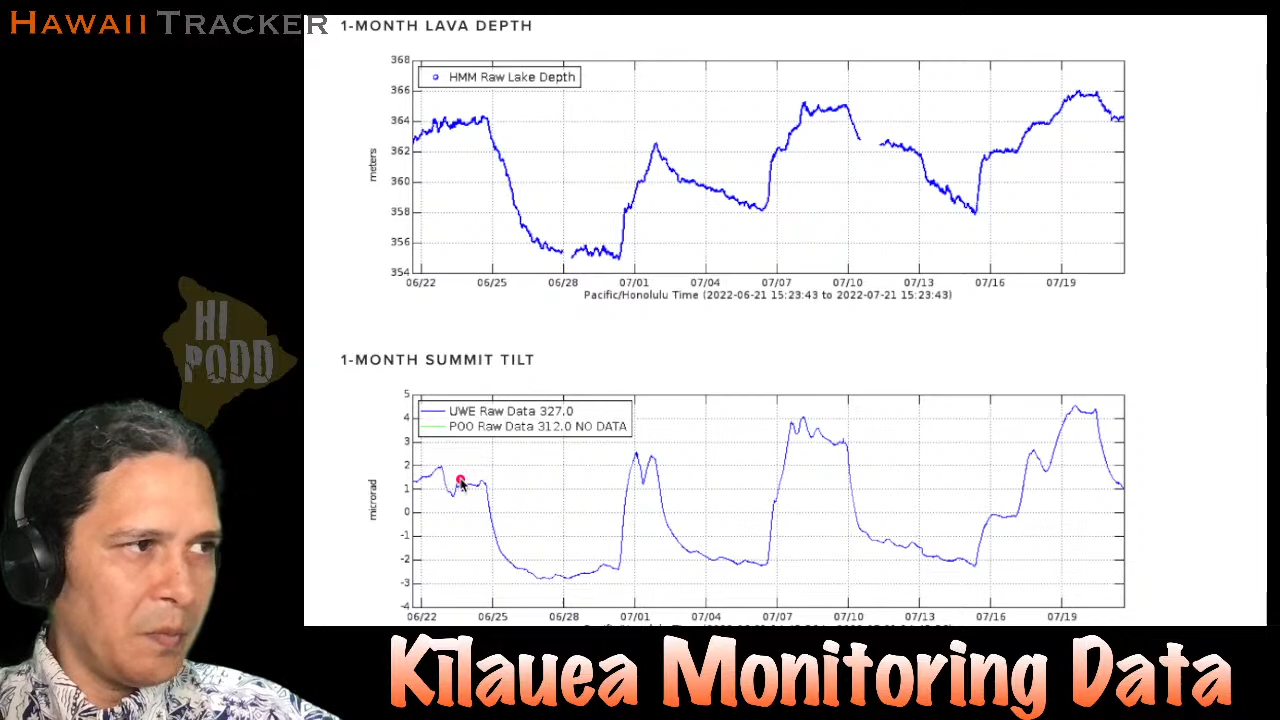 HAWAII TRACKER
1-MONTH LAVA DEPTH
368
366
364
362
360
358
356
354
meters
HMM Raw Lake Depth
06/22 06/25 06/28 07/01 07/04 07/07 07/10 07/13 07/16 07/19
Pacific/Honolulu Time (2022-06-21 15:23:43 to 2022-07-21 15:23:43)
HI
PODD
1-MONTH SUMMIT TILT
5
4
3
2
1
0
-1
-2
-3
-4
microrad
UWE Raw Data 327.0
POO Raw Data 312.0 NO DATA
06/22 06/25 06/28 07/01 07/04 07/07 07/10 07/13 07/16 07/19
Kīlauea Monitoring Data